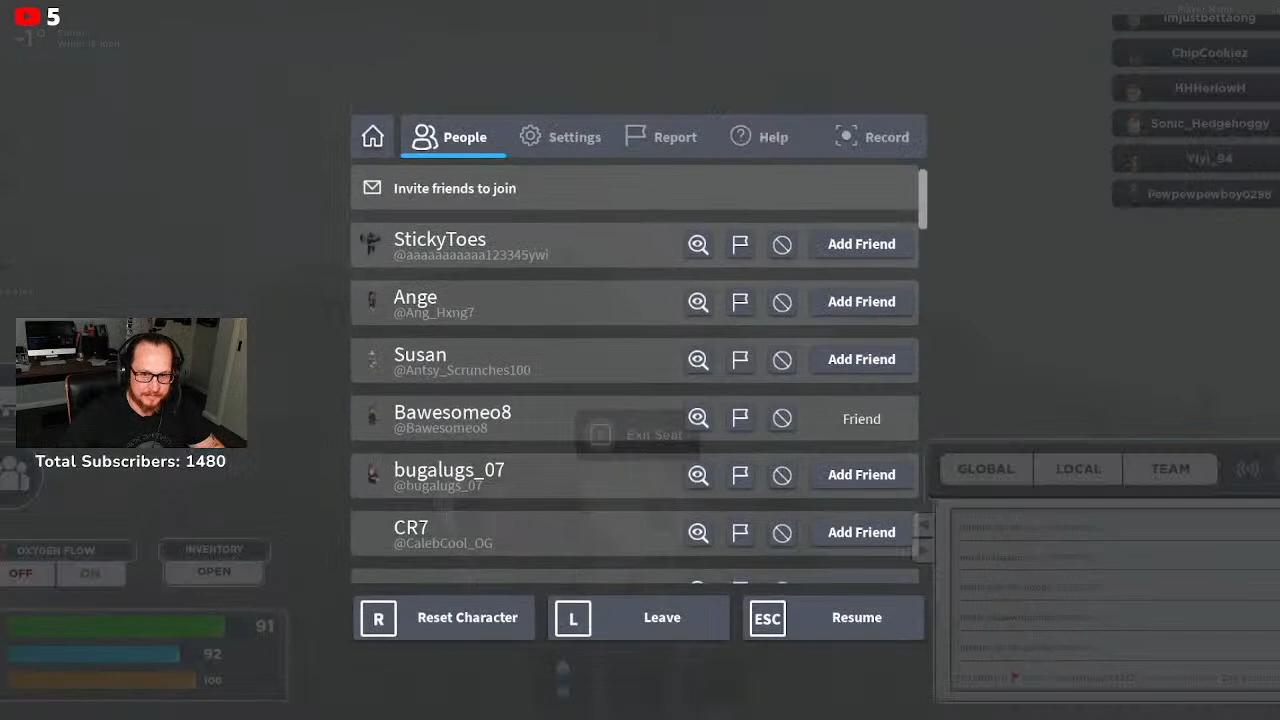 5
imjustbettaong
ChipCookiez
HHHerlowH
Sonic_Hedgehoggy
Yiyi_94
Pewpewpewboy0298
People
Settings
Report
Help
Record
Invite friends to join
StickyToes
@aaaaaaaaaaa123345ywi
Add Friend
Ange
@Ang_Hxng7
Add Friend
Susan
@Antsy_Scrunches100
Add Friend
Bawesomeo8
@Bawesomeo8
Friend
Exit Seat
bugalugs_07
@bugalugs_07
Add Friend
CR7
@CalebCool_OG
Add Friend
Total Subscribers: 1480
GLOBAL
LOCAL
TEAM
OXYGEN FLOW
OFF
ON
INVENTORY
OPEN
91
92
100
R
Reset Character
L
Leave
ESC
Resume